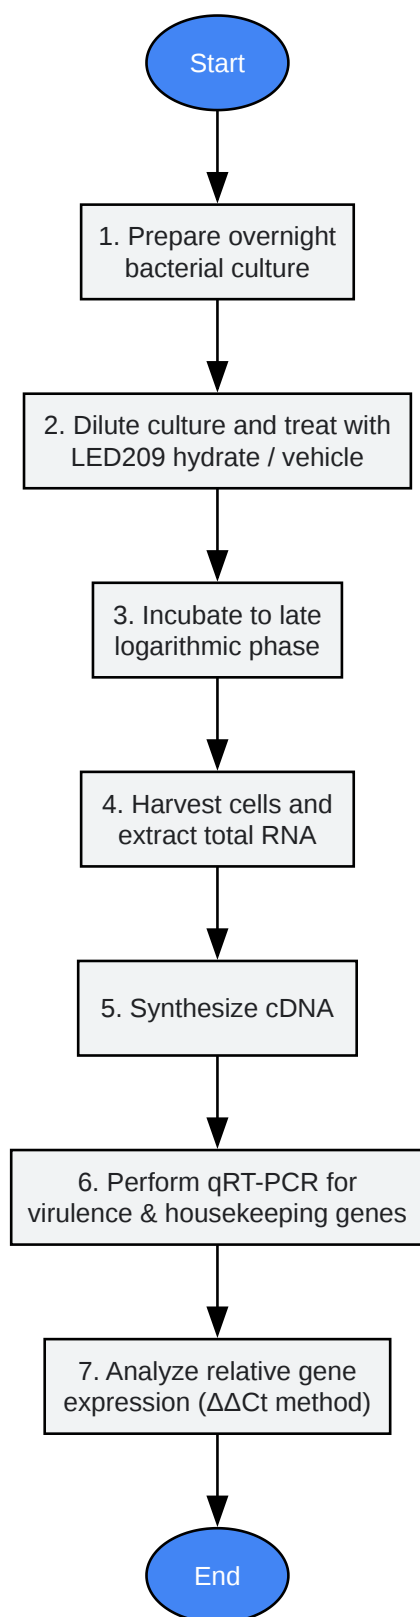 Start
1. Prepare overnight
bacterial culture
2. Dilute culture and treat with
LED209 hydrate / vehicle
3. Incubate to late
logarithmic phase
4. Harvest cells and
extract total RNA
5. Synthesize cDNA
6. Perform qRT-PCR for
virulence & housekeeping genes
7. Analyze relative gene
expression (ΔΔCt method)
End